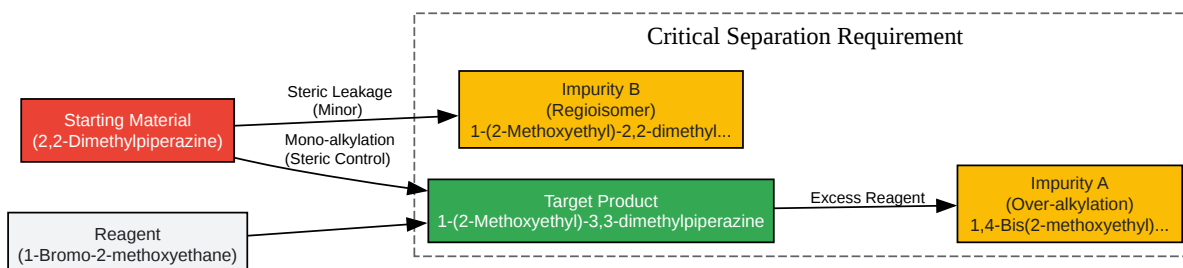 Critical Separation Requirement
Steric Leakage
(Minor)
Impurity B
(Regioisomer)
1-(2-Methoxyethyl)-2,2-dimethyl...
Starting Material
(2,2-Dimethylpiperazine)
Mono-alkylation
(Steric Control)
Target Product
1-(2-Methoxyethyl)-3,3-dimethylpiperazine
Excess Reagent
Impurity A
(Over-alkylation)
1,4-Bis(2-methoxyethyl)...
Reagent
(1-Bromo-2-methoxyethane)